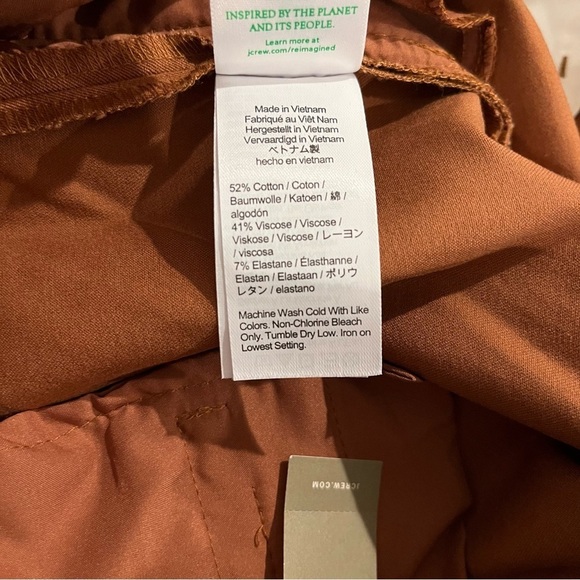 INSPIRED BY THE PLANET
AND ITS PEOPLE.
Learn more at
jcrew.com/reimagined
Made in Vietnam
Fabriqué au Viêt Nam
Hergestellt in Vietnam
Vervaardigd in Vietnam
ベトナム製
hecho en vietnam
52% Cotton / Coton /
Baumwolle / Katoen / 綿 /
algodón
41% Viscose / Viscose /
Viskose / Viscose / レーヨン
/ viscosa
7% Elastane / Élasthanne /
Elastan / Elastaan / ポリウ
レタン / elastano
Machine Wash Cold With Like
Colors. Non-Chlorine Bleach
Only. Tumble Dry Low. Iron on
Lowest Setting.
JCREW.COM